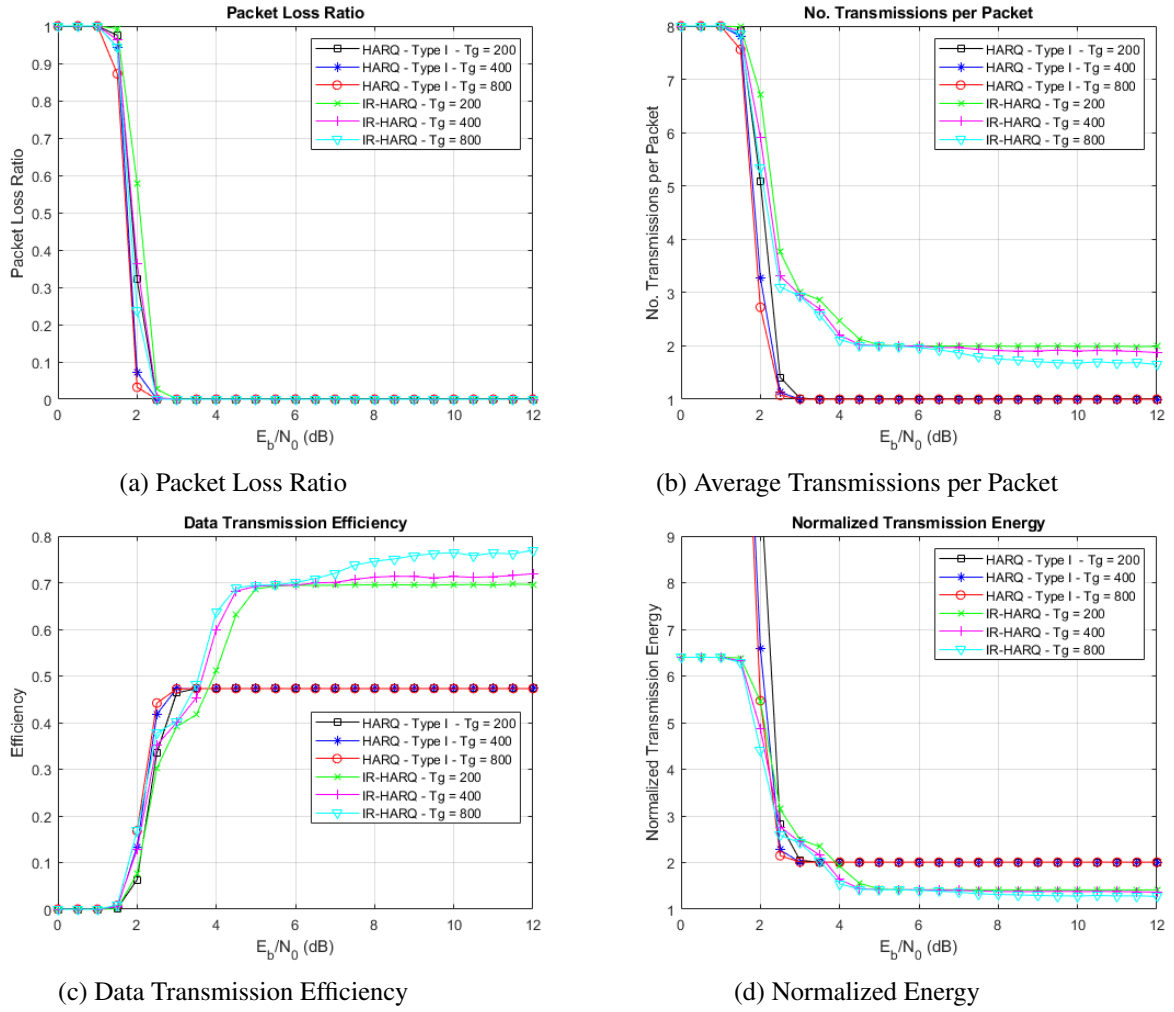 Packet Loss Ratio
1
0.9
0.8
0.7
0.6
0.5
0.4
0.3
0.2
0.1
0
Packet Loss Ratio
HARQ - Type I - Tg = 200
HARQ - Type I - Tg = 400
HARQ - Type I - Tg = 800
IR-HARQ - Tg = 200
IR-HARQ - Tg = 400
IR-HARQ - Tg = 800
0 2 4 6 8 10 12
E_b/N_0 (dB)
(a) Packet Loss Ratio
No. Transmissions per Packet
8
7
6
5
4
3
2
1
No. Transmissions per Packet
HARQ - Type I - Tg = 200
HARQ - Type I - Tg = 400
HARQ - Type I - Tg = 800
IR-HARQ - Tg = 200
IR-HARQ - Tg = 400
IR-HARQ - Tg = 800
0 2 4 6 8 10 12
E_b/N_0 (dB)
(b) Average Transmissions per Packet
Data Transmission Efficiency
0.8
0.7
0.6
0.5
0.4
0.3
0.2
0.1
0
Efficiency
HARQ - Type I - Tg = 200
HARQ - Type I - Tg = 400
HARQ - Type I - Tg = 800
IR-HARQ - Tg = 200
IR-HARQ - Tg = 400
IR-HARQ - Tg = 800
0 2 4 6 8 10 12
E_b/N_0 (dB)
(c) Data Transmission Efficiency
Normalized Transmission Energy
9
8
7
6
5
4
3
2
1
Normalized Transmission Energy
HARQ - Type I - Tg = 200
HARQ - Type I - Tg = 400
HARQ - Type I - Tg = 800
IR-HARQ - Tg = 200
IR-HARQ - Tg = 400
IR-HARQ - Tg = 800
0 2 4 6 8 10 12
E_b/N_0 (dB)
(d) Normalized Energy